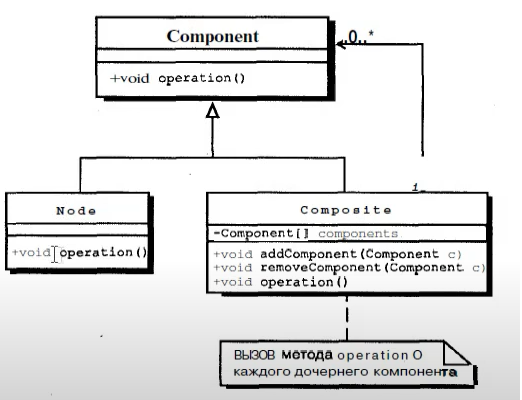 Component
0..*
+void operation()
1
Node
+void operation()
Composite
-Component[] components
+void addComponent(Component c)
+void removeComponent(Component c)
+void operation()
ВЫЗОВ метода operation О
каждого дочернего компонента